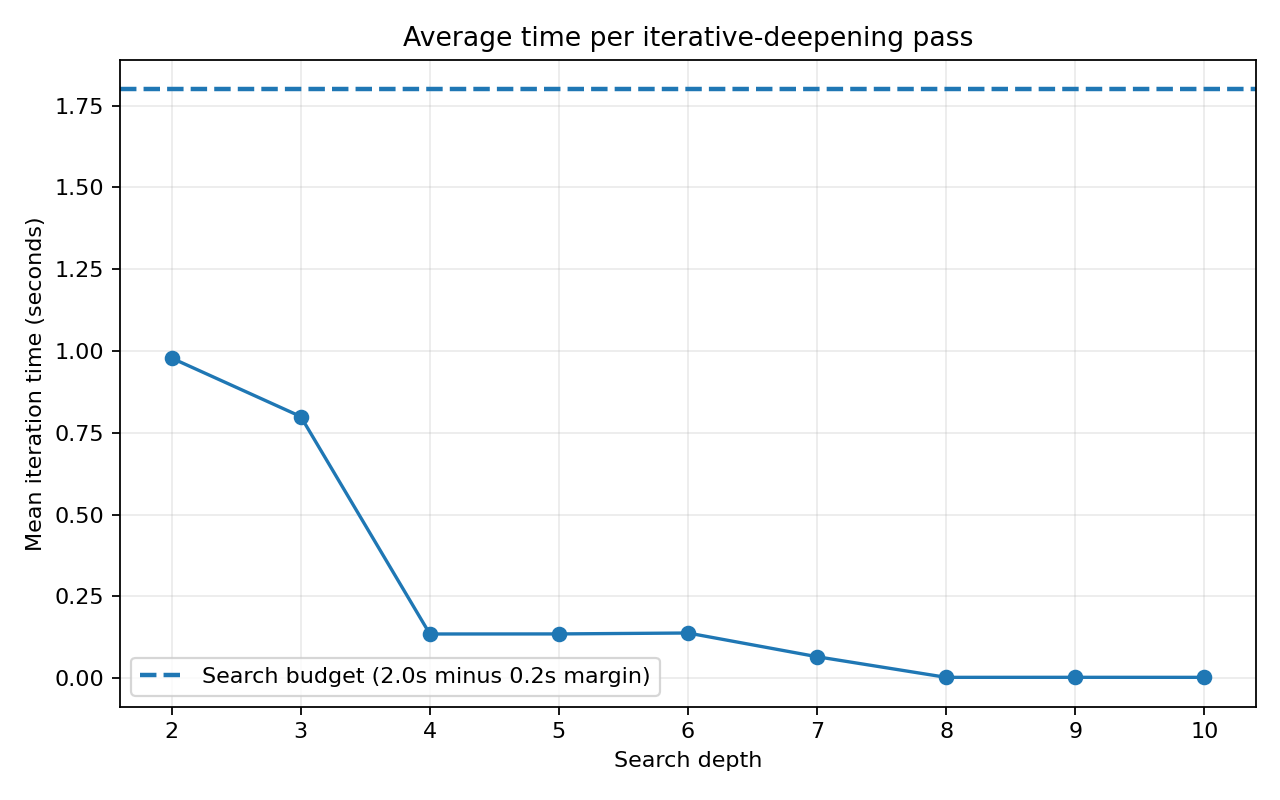 Average time per iterative-deepening pass
Mean iteration time (seconds)
1.75
1.50
1.25
1.00
0.75
0.50
0.25
0.00
Search budget (2.0s minus 0.2s margin)
2 3 4 5 6 7 8 9 10
Search depth